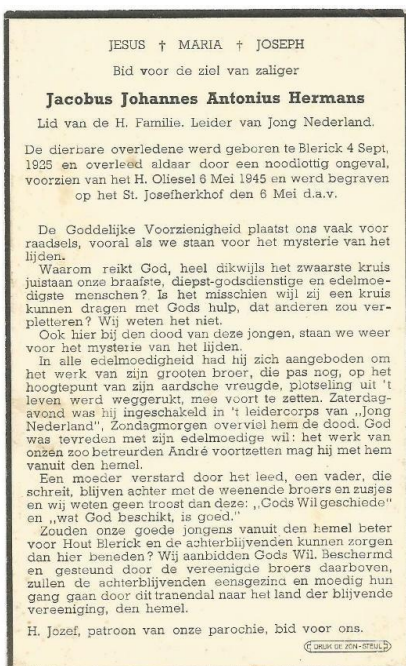 JESUS † MARIA † JOSEPH
Bid voor de ziel van zaliger
Jacobus Johannes Antonius Hermans
Lid van de H. Familie. Leider van Jong Nederland.
De dierbare overledene werd geboren te Blerick 4 Sept,
1925 en overleed aldaar door een noodlottig ongeval,
voorzien van het H. Oliesel 6 Mei 1945 en werd begraven
op het St. Josefkerkhof den 6 Mei d.a.v.
De Goddelijke Voorzienigheid plaatst ons vaak voor
raadsels, vooral als we staan voor het mysterie van het
lijden.
Waarom reikt God, heel dikwijls het zwaarste kruis
juistaan onze braafste, diepst-godsdienstige en edelmoe-
digste menschen? Is het misschien wijl zij een kruis
kunnen dragen met Gods hulp, dat anderen zou ver-
pletteren? Wij weten het niet.
Ook hier bij den dood van deze jongen, staan we weer
voor het mysterie van het lijden.
In alle edelmoedigheid had hij zich aangeboden om
het werk van zijn grooten broer, die pas nog, op het
hoogtepunt van zijn aardsche vreugde, plotseling uit 't
leven werd weggerukt, mee voort te zetten. Zaterdag-
avond was hij ingeschakeld in 't leidercorps van „Jong
Nederland", Zondagmorgen overviel hem de dood. God
was tevreden met zijn edelmoedige wil: het werk van
onzen zoo betreurden André voortzetten mag hij met hem
vanuit den hemel.
Een moeder verstard door het leed, een vader, die
schreit, blijven achter met de weenende broers en zusjes
en wij weten geen troost dan deze: „Gods Wil geschiede"
en „wat God beschikt, is goed."
Zouden onze goede jongens vanuit den hemel beter
voor Hout Blerick en de achterblijvenden kunnen zorgen
dan hier beneden? Wij aanbidden Gods Wil. Beschermd
en gesteund door de vereenigde broers daarboven,
zullen de achterblijvenden eensgezind en moedig hun
gang gaan door dit tranendal naar het land der blijvende
vereeniging, den hemel.
H. Jozef, patroon van onze parochie, bid voor ons.
DRUK DE ZON-STEYL